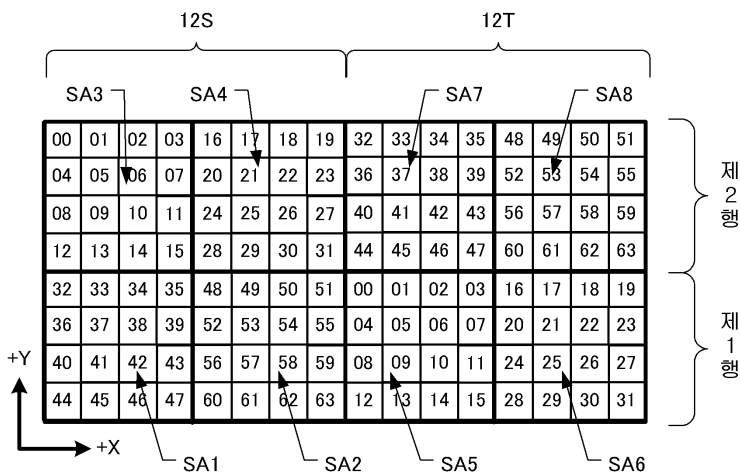 12S 12T
SA3 SA4 SA7 SA8
00 01 02 03 16 17 18 19 32 33 34 35 48 49 50 51
04 05 06 07 20 21 22 23 36 37 38 39 52 53 54 55
08 09 10 11 24 25 26 27 40 41 42 43 56 57 58 59
12 13 14 15 28 29 30 31 44 45 46 47 60 61 62 63
제2행
32 33 34 35 48 49 50 51 00 01 02 03 16 17 18 19
36 37 38 39 52 53 54 55 04 05 06 07 20 21 22 23
40 41 42 43 56 57 58 59 08 09 10 11 24 25 26 27
44 45 46 47 60 61 62 63 12 13 14 15 28 29 30 31
제1행
+Y
+X
SA1 SA2 SA5 SA6